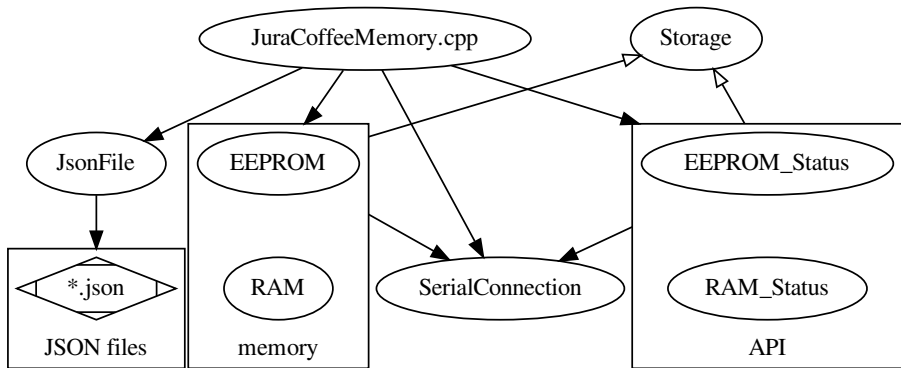 JuraCoffeeMemory.cpp
Storage
JsonFile
EEPROM
EEPROM_Status
*.json
RAM
SerialConnection
RAM_Status
JSON files
memory
API